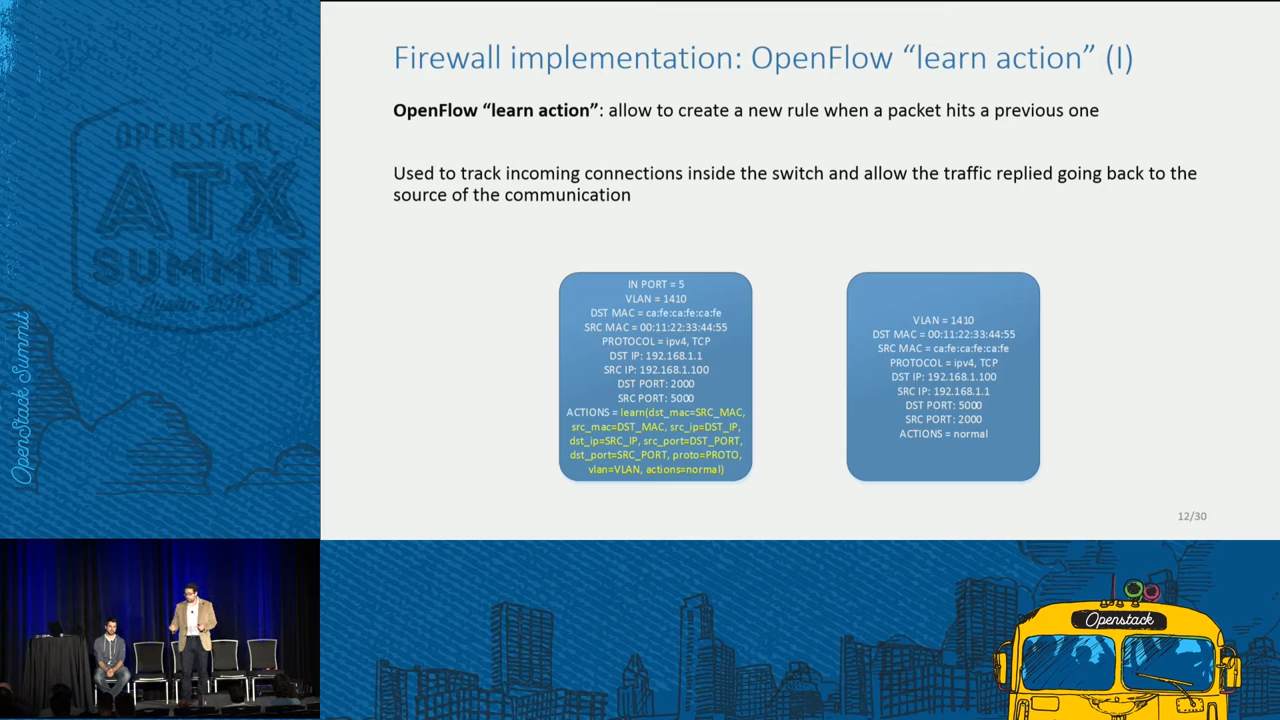 OPENSTACK
ATX
SUMMIT
OpenStack Summit
Firewall implementation: OpenFlow “learn action” (I)
OpenFlow “learn action”: allow to create a new rule when a packet hits a previous one
Used to track incoming connections inside the switch and allow the traffic replied going back to the
source of the communication
IN PORT = 5
VLAN = 1410
DST MAC = ca:fe:ca:fe:ca:fe
SRC MAC = 00:11:22:33:44:55
PROTOCOL = ipv4, TCP
DST IP: 192.168.1.1
SRC IP: 192.168.1.100
DST PORT: 2000
SRC PORT: 5000
ACTIONS = learn(dst_mac=SRC_MAC,
src_mac=DST_MAC, src_ip=DST_IP,
dst_ip=SRC_IP, src_port=DST_PORT,
dst_port=SRC_PORT, proto=PROTO,
vlan=VLAN, actions=normal)
VLAN = 1410
DST MAC = 00:11:22:33:44:55
SRC MAC = ca:fe:ca:fe:ca:fe
PROTOCOL = ipv4, TCP
DST IP: 192.168.1.100
SRC IP: 192.168.1.1
DST PORT: 5000
SRC PORT: 2000
ACTIONS = normal
12/30
Openstack